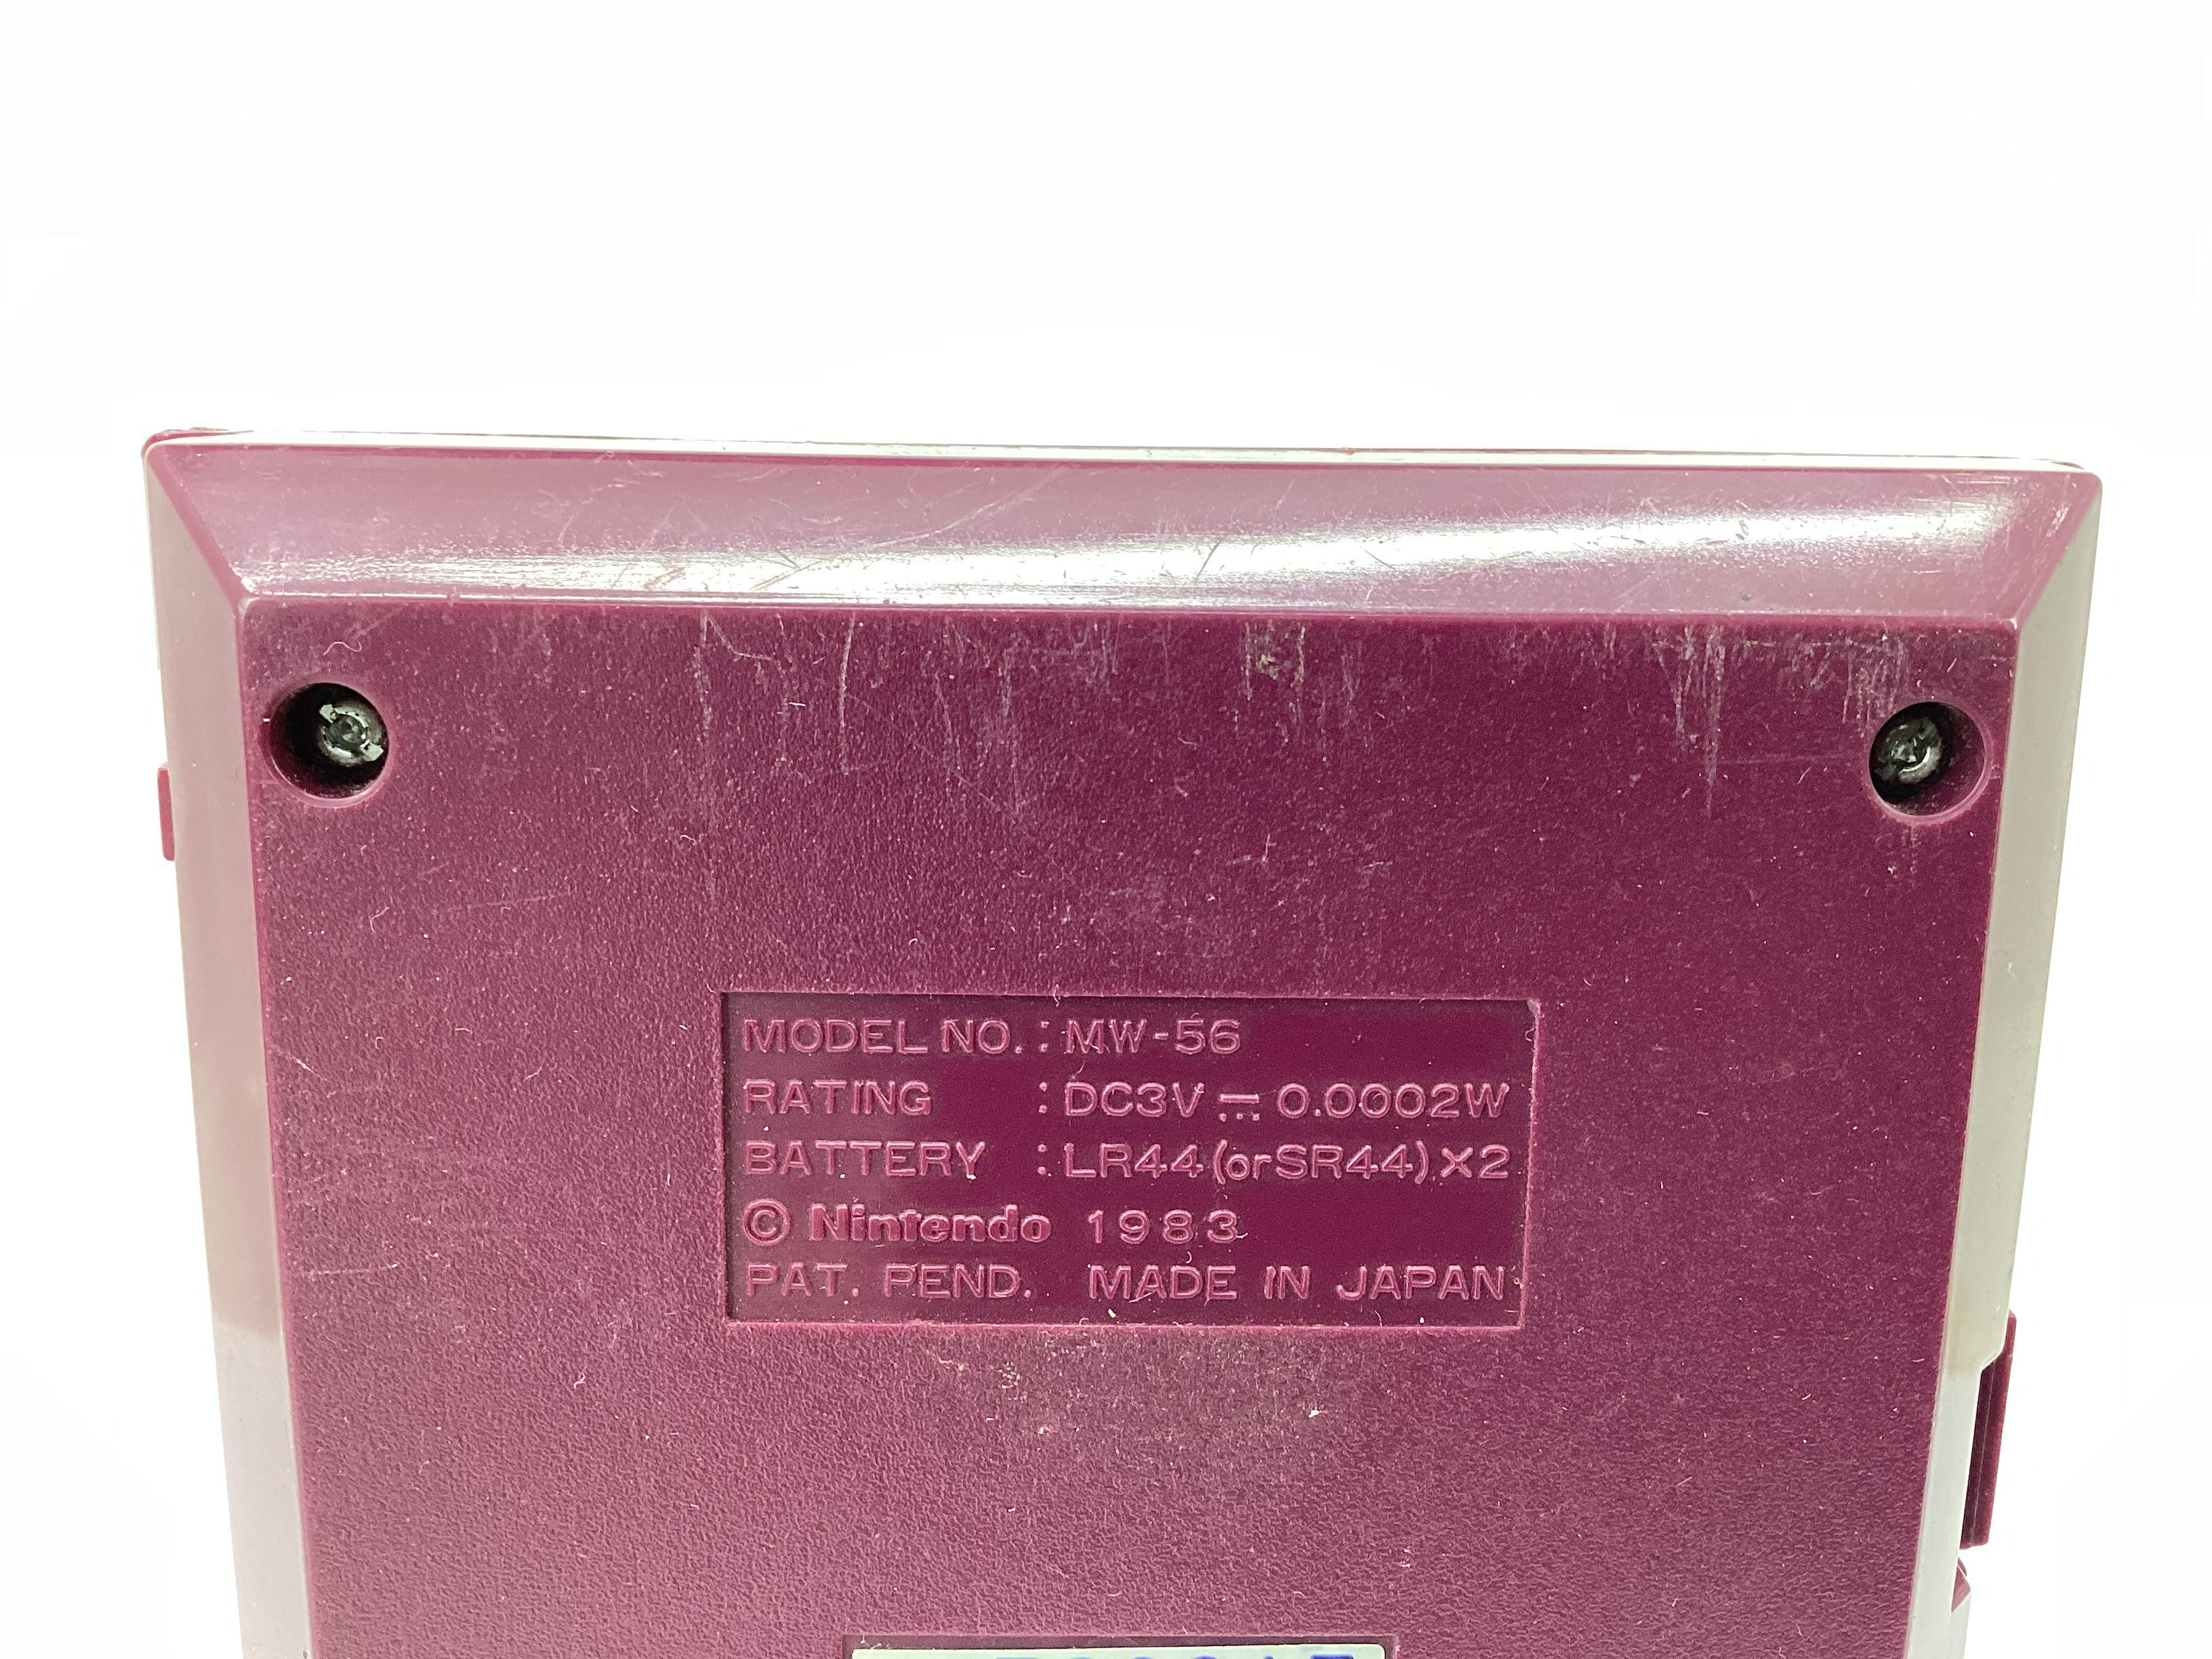 MODEL NO. : MW-56
RATING : DC3V ⎓ 0.0002W
BATTERY : LR44 (or SR44) X2
© Nintendo 1983
PAT. PEND. MADE IN JAPAN